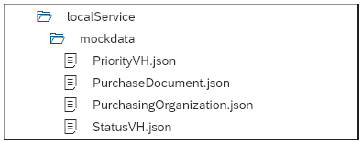 localService
mockdata
PriorityVH.json
PurchaseDocument.json
PurchasingOrganization.json
StatusVH.json